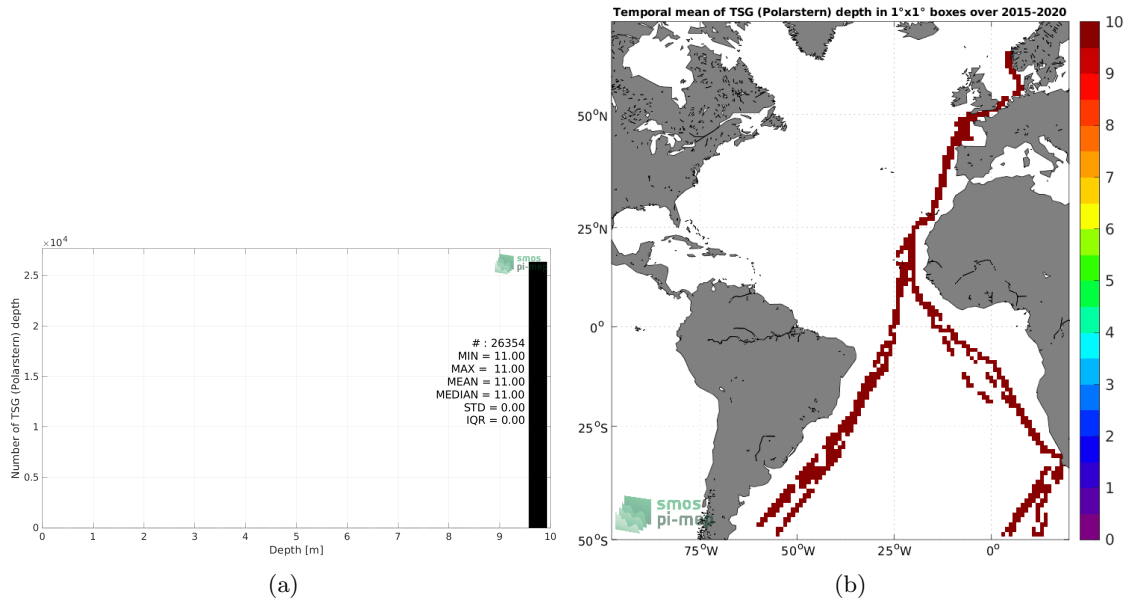 ×10⁴
2.5
2
1.5
1
0.5
0
Number of TSG (Polarstern) depth
smos
pi-mep
# : 26354
MIN = 11.00
MAX = 11.00
MEAN = 11.00
MEDIAN = 11.00
STD = 0.00
IQR = 0.00
0 1 2 3 4 5 6 7 8 9 10
Depth [m]
(a)
Temporal mean of TSG (Polarstern) depth in 1°x1° boxes over 2015-2020
50°N
25°N
0°
25°S
50°S
75°W 50°W 25°W 0°
smos
pi-mep
10
9
8
7
6
5
4
3
2
1
0
(b)